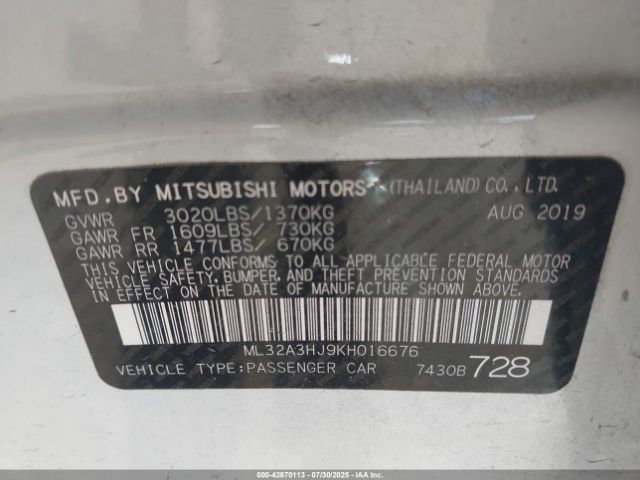 MFD. BY MITSUBISHI MOTORS (THAILAND) CO., LTD.
GVWR 3020LBS/1370KG AUG 2019
GAWR FR 1609LBS/ 730KG
GAWR RR 1477LBS/ 670KG
THIS VEHICLE CONFORMS TO ALL APPLICABLE FEDERAL MOTOR
VEHICLE SAFETY, BUMPER, AND THEFT PREVENTION STANDARDS
IN EFFECT ON THE DATE OF MANUFACTURE SHOWN ABOVE.
ML32A3HJ9KH016676
VEHICLE TYPE:PASSENGER CAR 7430B 728
000-42870113 | 07/30/2025 | IAA Inc.